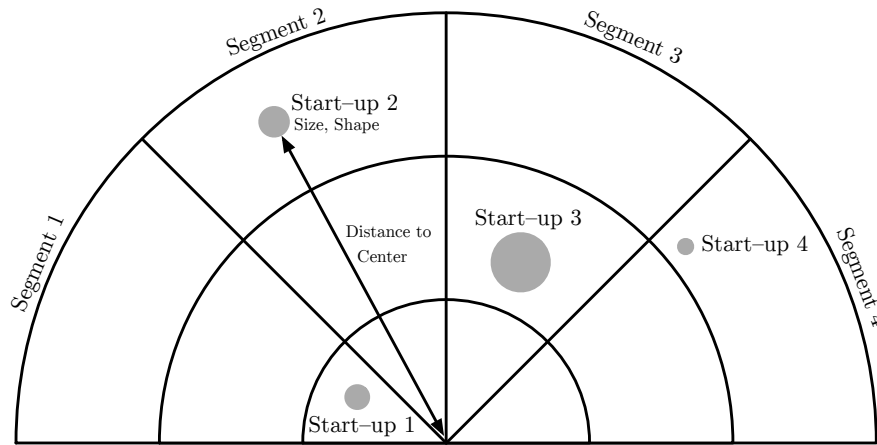 Segment 2
Segment 3
Start–up 2
Size, Shape
Segment 1
Distance to
Center
Start–up 3
Start–up 4
Segment 4
Start–up 1